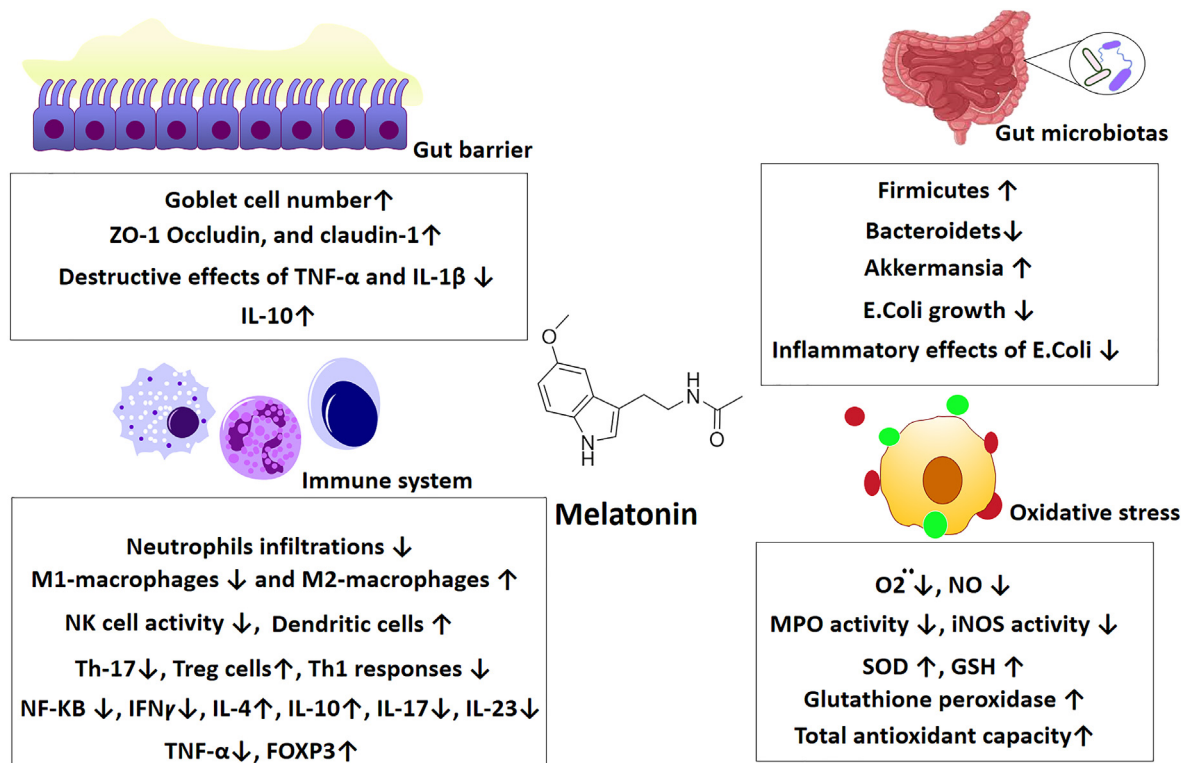 Gut barrier
Goblet cell number↑
ZO-1 Occludin, and claudin-1↑
Destructive effects of TNF-α and IL-1β ↓
IL-10↑
Gut microbiotas
Firmicutes ↑
Bacteroidets↓
Akkermansia ↑
E.Coli growth ↓
Inflammatory effects of E.Coli ↓
O
H
N
O
N
H
Melatonin
Immune system
Neutrophils infiltrations ↓
M1-macrophages ↓ and M2-macrophages ↑
NK cell activity ↓, Dendritic cells ↑
Th-17↓, Treg cells↑, Th1 responses ↓
NF-KB ↓, IFNγ↓, IL-4↑, IL-10↑, IL-17↓, IL-23↓
TNF-α↓, FOXP3↑
Oxidative stress
O2¨↓, NO ↓
MPO activity ↓, iNOS activity ↓
SOD ↑, GSH ↑
Glutathione peroxidase ↑
Total antioxidant capacity↑